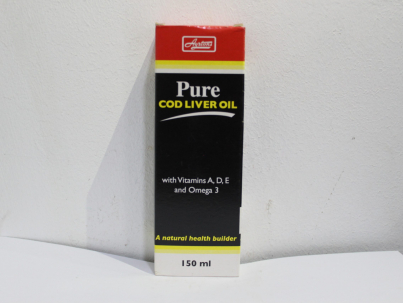 Pure
COD LIVER OIL
with Vitamins A, D, E
and Omega 3
A natural health builder
150 ml